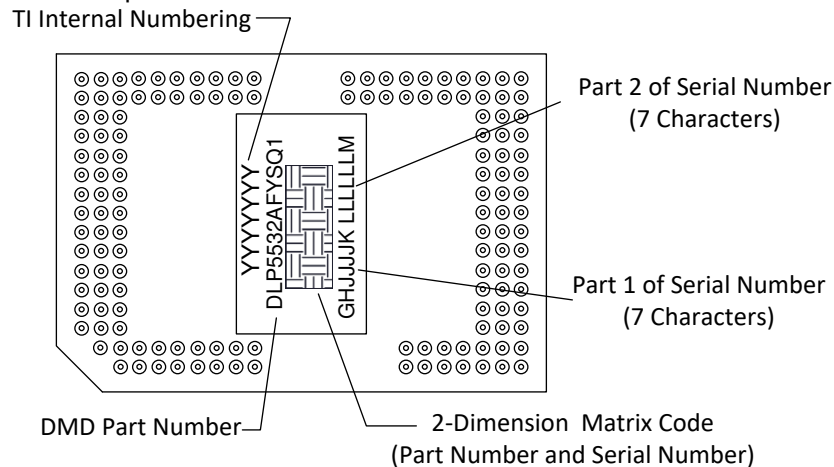 TI Internal Numbering
Part 2 of Serial Number
(7 Characters)
YYYYYYY
DLP5532AFYSQ1
GHJJJJK LLLLLLM
Part 1 of Serial Number
(7 Characters)
DMD Part Number
2-Dimension Matrix Code
(Part Number and Serial Number)